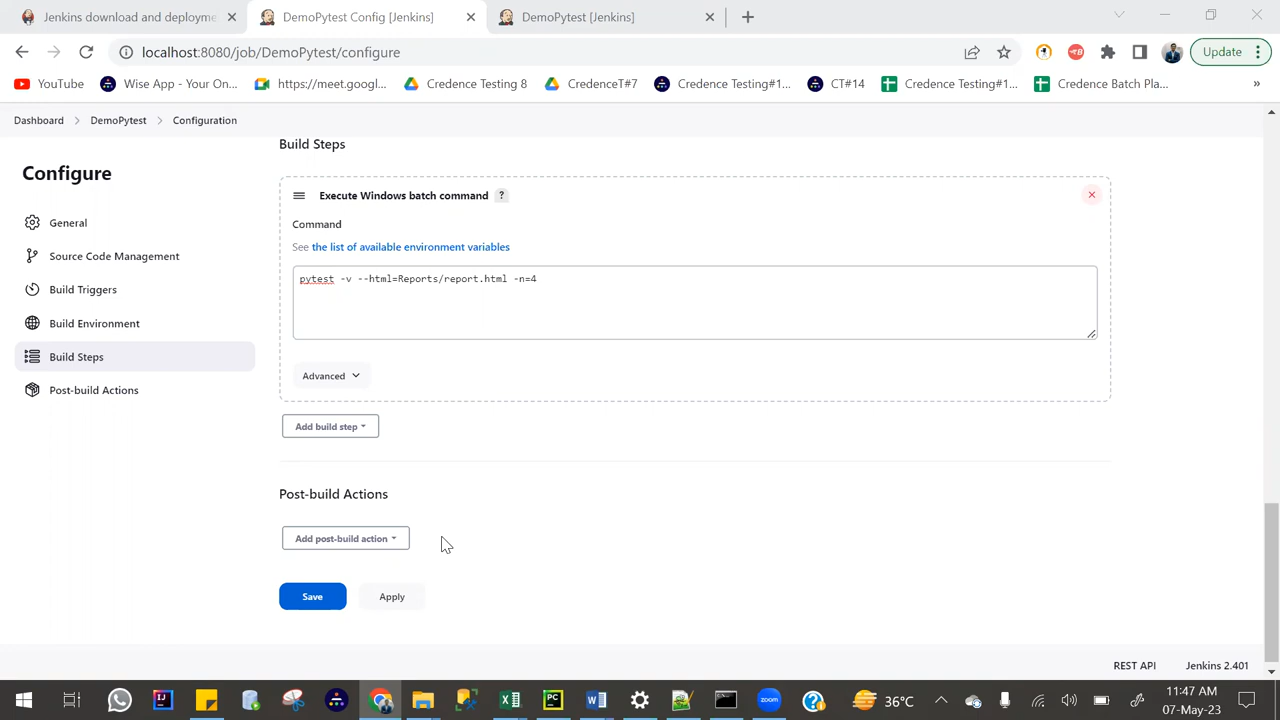 Jenkins download and deployme
DemoPytest Config [Jenkins]
DemoPytest [Jenkins]
localhost:8080/job/DemoPytest/configure
Update
YouTube
Wise App - Your On...
https://meet.googl...
Credence Testing 8
CredenceT#7
Credence Testing#1...
CT#14
Credence Testing#1...
Credence Batch Pla...
»
Dashboard > DemoPytest > Configuration
Configure
General
Source Code Management
Build Triggers
Build Environment
Build Steps
Post-build Actions
Build Steps
Execute Windows batch command ?
Command
See the list of available environment variables
pytest -v --html=Reports/report.html -n=4
Advanced
Add build step
Post-build Actions
Add post-build action
Save
Apply
REST API
Jenkins 2.401
36°C
11:47 AM
07-May-23